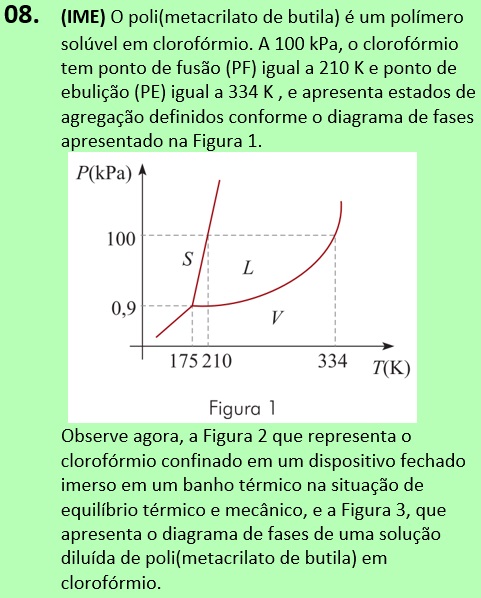 08. (IME) O poli(metacrilato de butila) é um polímero
solúvel em clorofórmio. A 100 kPa, o clorofórmio
tem ponto de fusão (PF) igual a 210 K e ponto de
ebulição (PE) igual a 334 K , e apresenta estados de
agregação definidos conforme o diagrama de fases
apresentado na Figura 1.
P(kPa)
100
S
L
0,9
V
175 210
334
T(K)
Figura 1
Observe agora, a Figura 2 que representa o
clorofórmio confinado em um dispositivo fechado
imerso em um banho térmico na situação de
equilíbrio térmico e mecânico, e a Figura 3, que
apresenta o diagrama de fases de uma solução
diluída de poli(metacrilato de butila) em
clorofórmio.